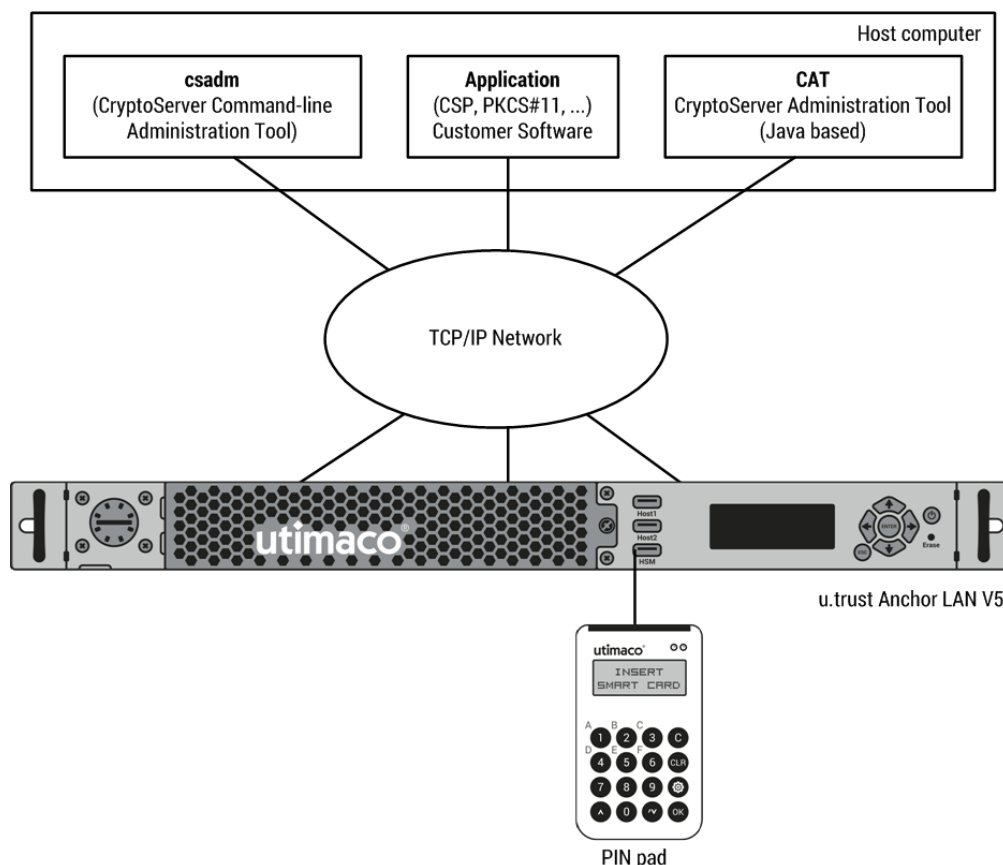 Host computer
csadm
(CryptoServer Command-line
Administration Tool)
Application
(CSP, PKCS#11, ...)
Customer Software
CAT
CryptoServer Administration Tool
(Java based)
TCP/IP Network
utimaco®
Host1
Host2
HSM
ENTER
ESC
Erase
u.trust Anchor LAN V5
utimaco®
INSERT
SMART CARD
A B C
1 2 3 C
D E F
4 5 6 CLR
7 8 9
0 OK
PIN pad